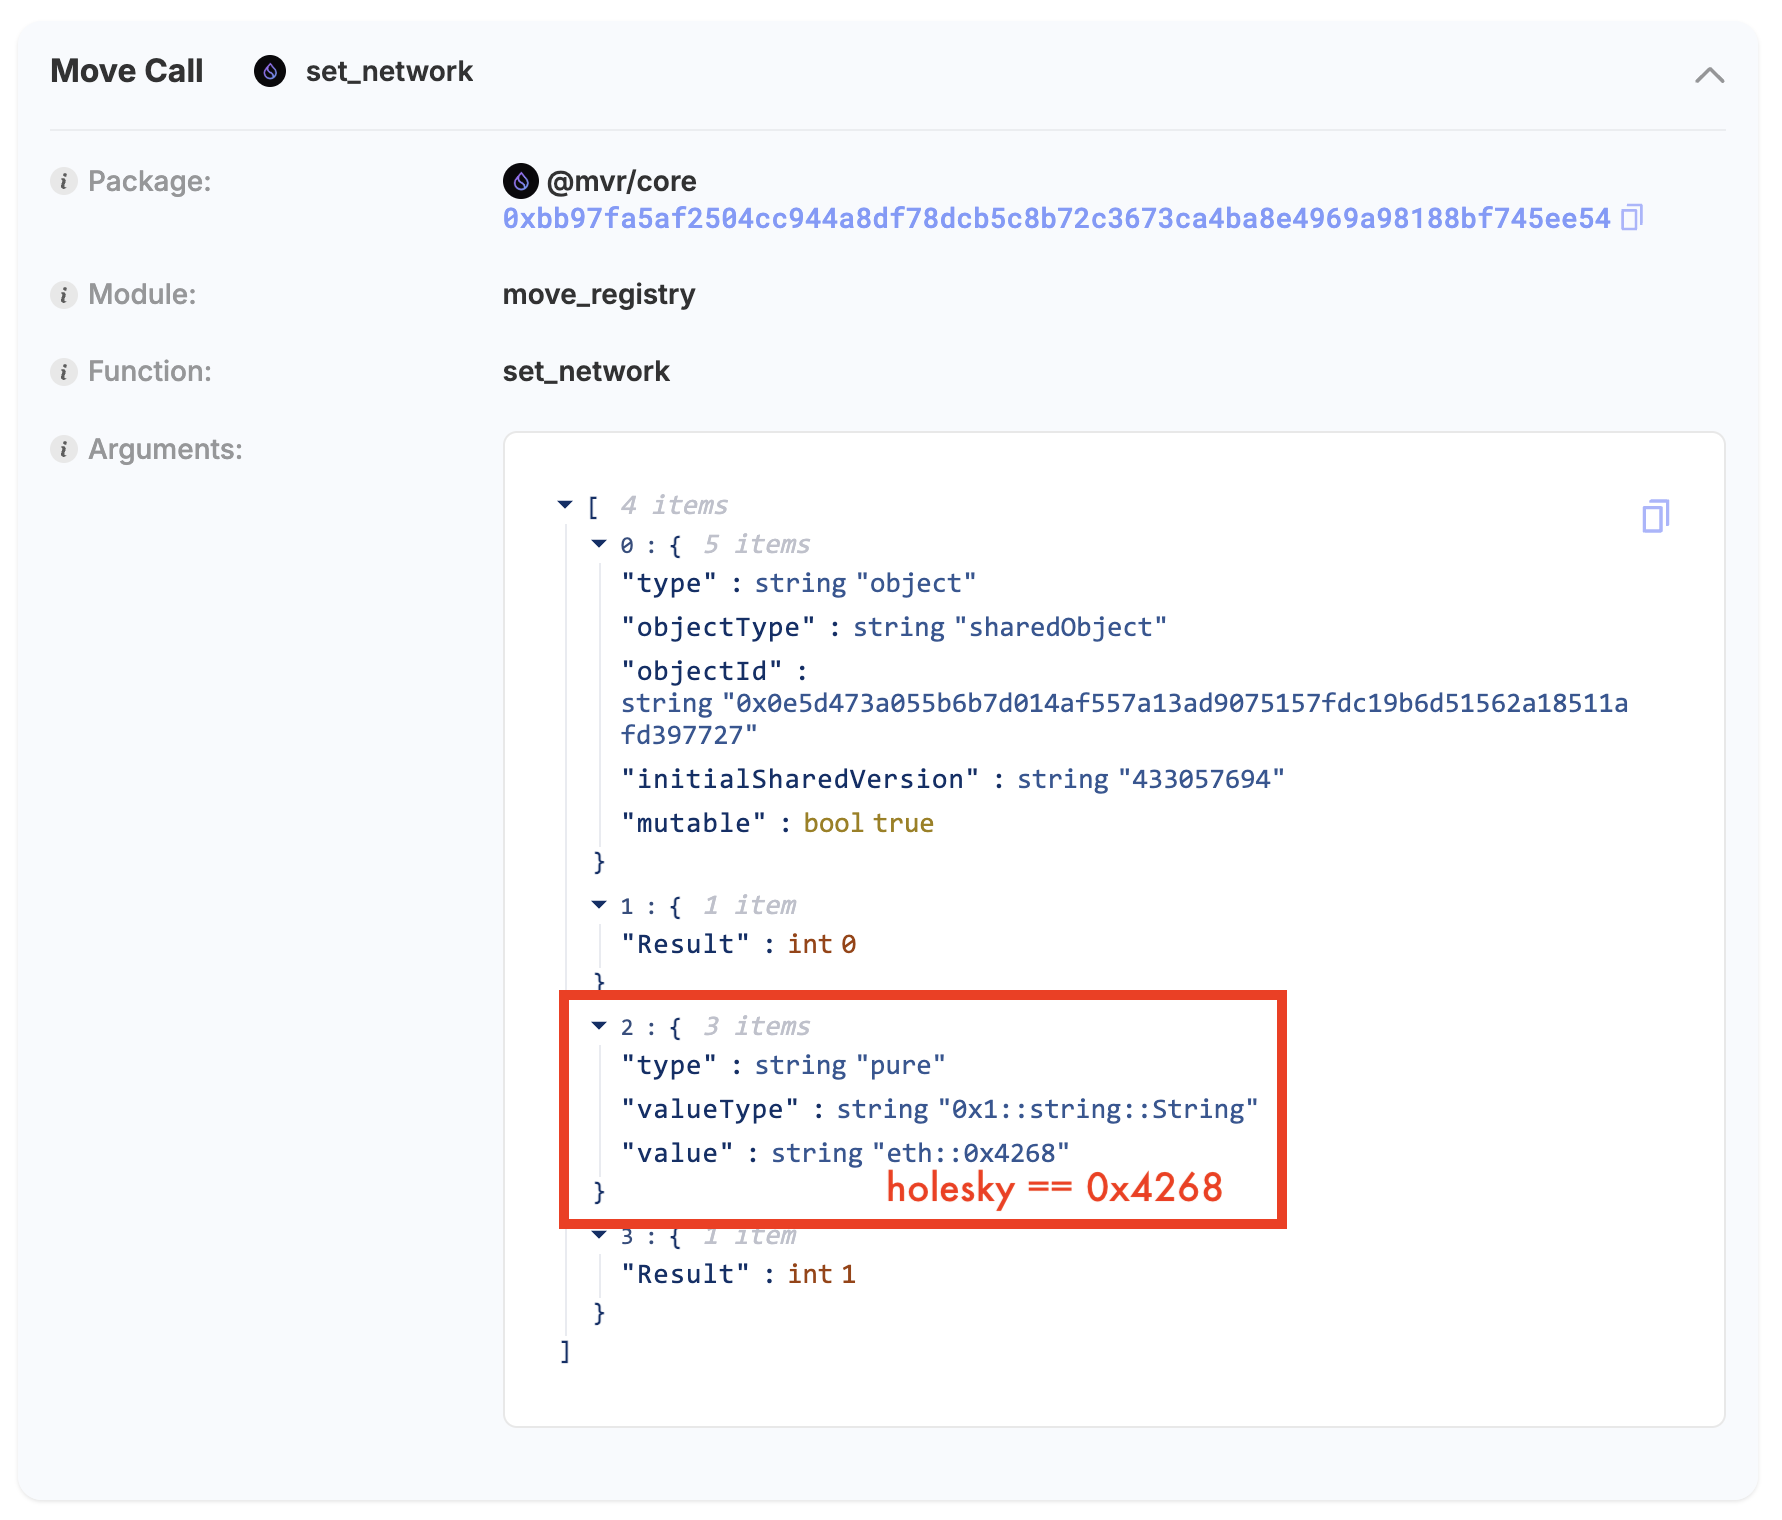 Move Call set_network
Package: @mvr/core
0xbb97fa5af2504cc944a8df78dcb5c8b72c3673ca4ba8e4969a98188bf745ee54
Module: move_registry
Function: set_network
Arguments:
[ 4 items
0 : { 5 items
"type" : string "object"
"objectType" : string "sharedObject"
"objectId" :
string "0x0e5d473a055b6b7d014af557a13ad9075157fdc19b6d51562a18511a
fd397727"
"initialSharedVersion" : string "433057694"
"mutable" : bool true
}
1 : { 1 item
"Result" : int 0
}
2 : { 3 items
"type" : string "pure"
"valueType" : string "0x1::string::String"
"value" : string "eth::0x4268"
}
holesky == 0x4268
3 : { 1 item
"Result" : int 1
}
]